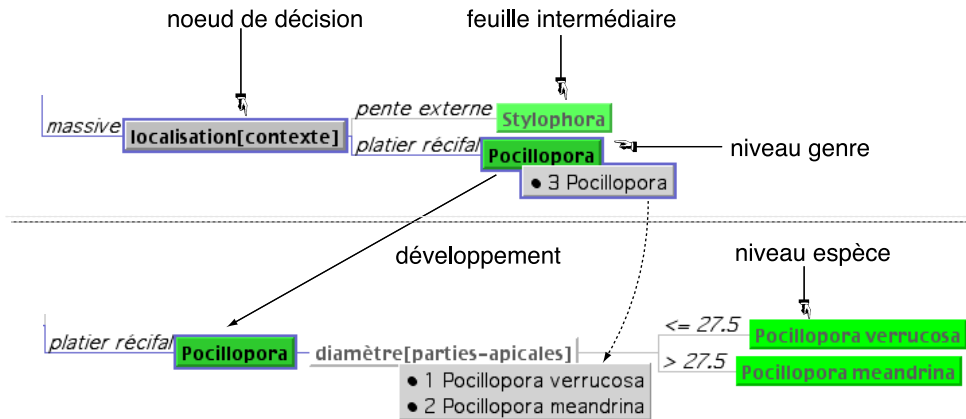 noeud de décision
feuille intermédiaire
massive
localisation[contexte]
pente externe
Stylophora
platier récifal
Pocillopora
niveau genre
• 3 Pocillopora
développement
niveau espèce
platier récifal
Pocillopora
diamètre[parties-apicales]
<= 27.5
Pocillopora verrucosa
> 27.5
Pocillopora meandrina
• 1 Pocillopora verrucosa
• 2 Pocillopora meandrina